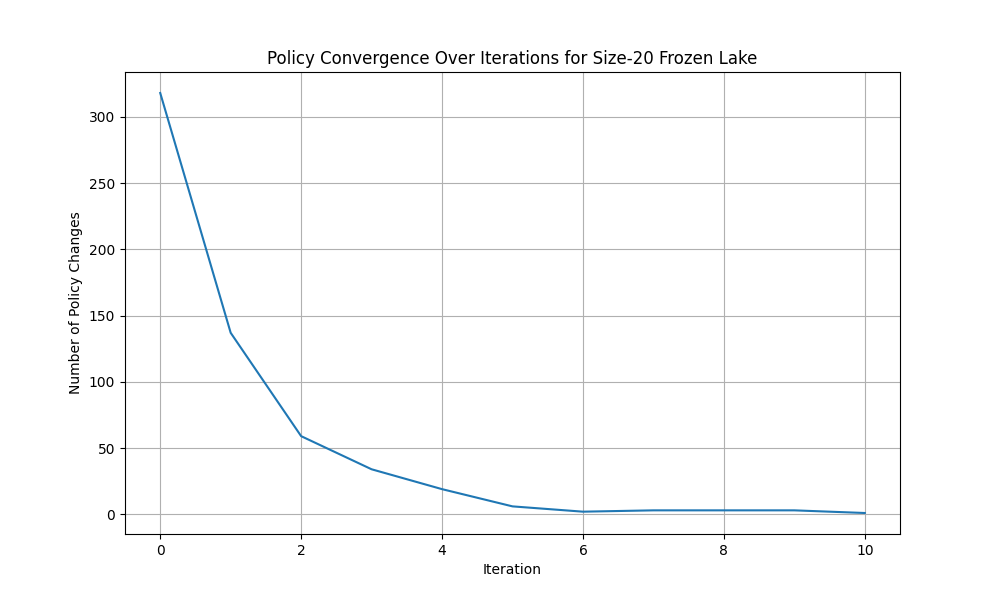 Policy Convergence Over Iterations for Size-20 Frozen Lake
Number of Policy Changes
300
250
200
150
100
50
0
0 2 4 6 8 10
Iteration